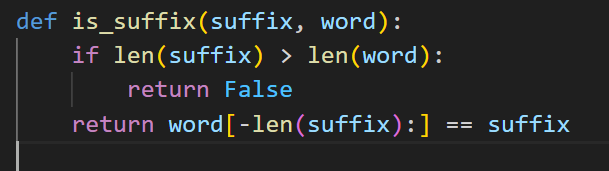 def is_suffix(suffix, word):
    if len(suffix) > len(word):
        return False
    return word[-len(suffix):] == suffix